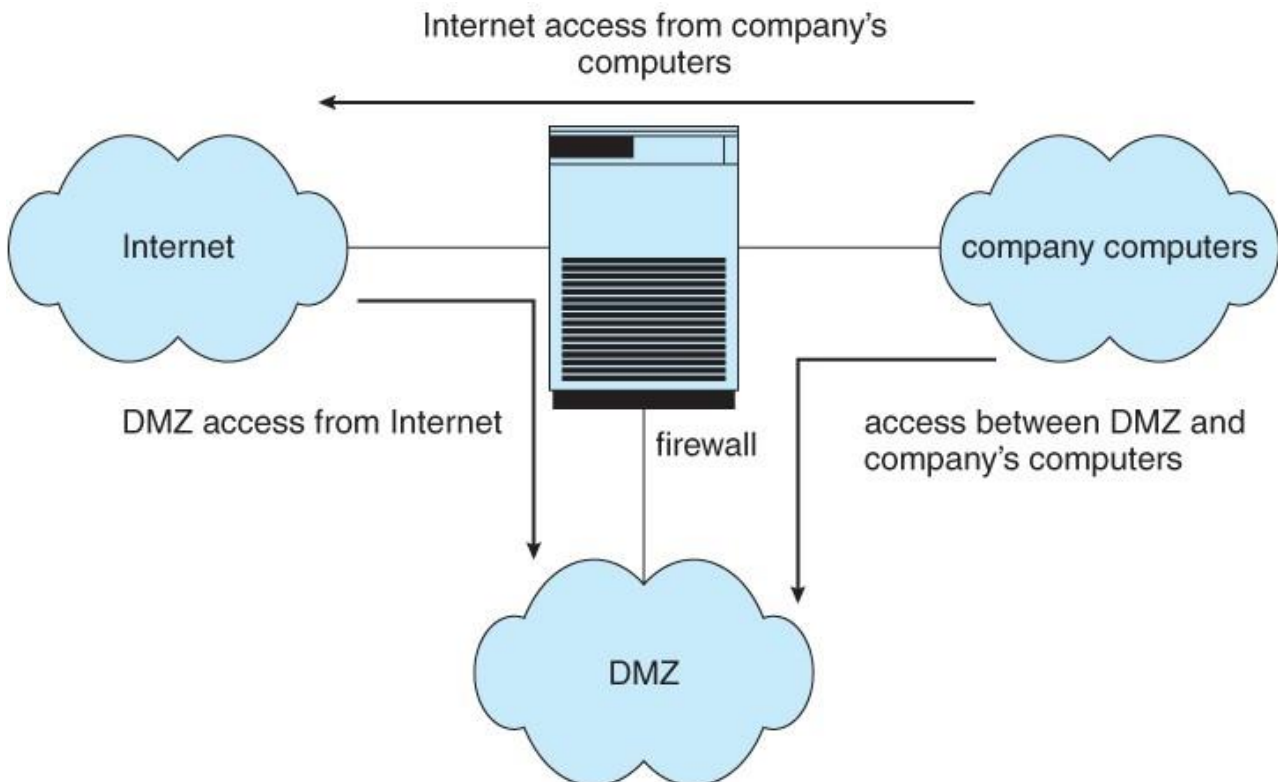 Internet access from company's
computers
Internet
company computers
DMZ access from Internet
firewall
access between DMZ and
company's computers
DMZ